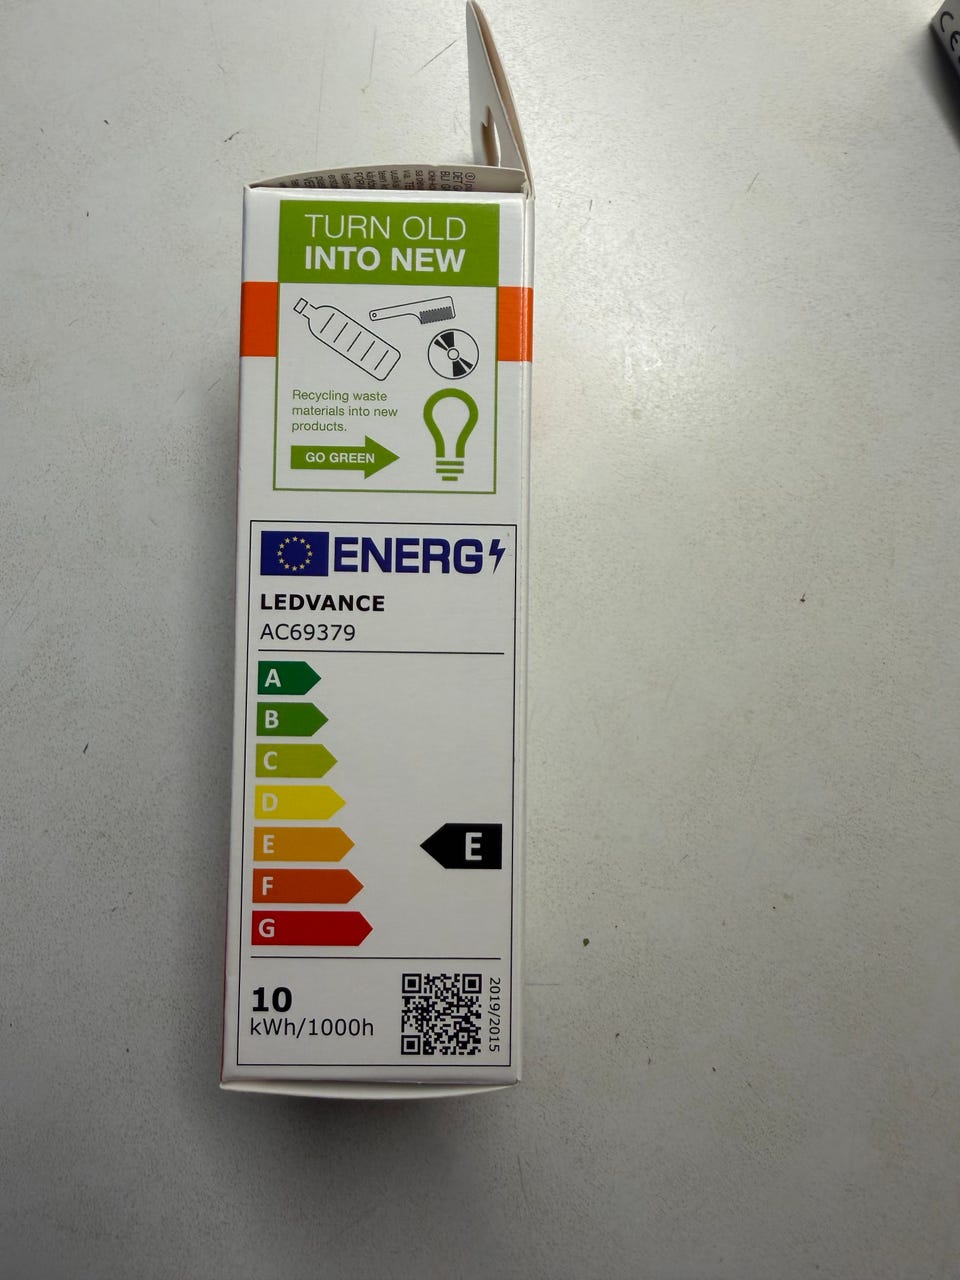 TURN OLD
INTO NEW
Recycling waste
materials into new
products.
GO GREEN
ENERG
LEDVANCE
AC69379
A
B
C
D
E
E
F
G
10
kWh/1000h
2019/2015